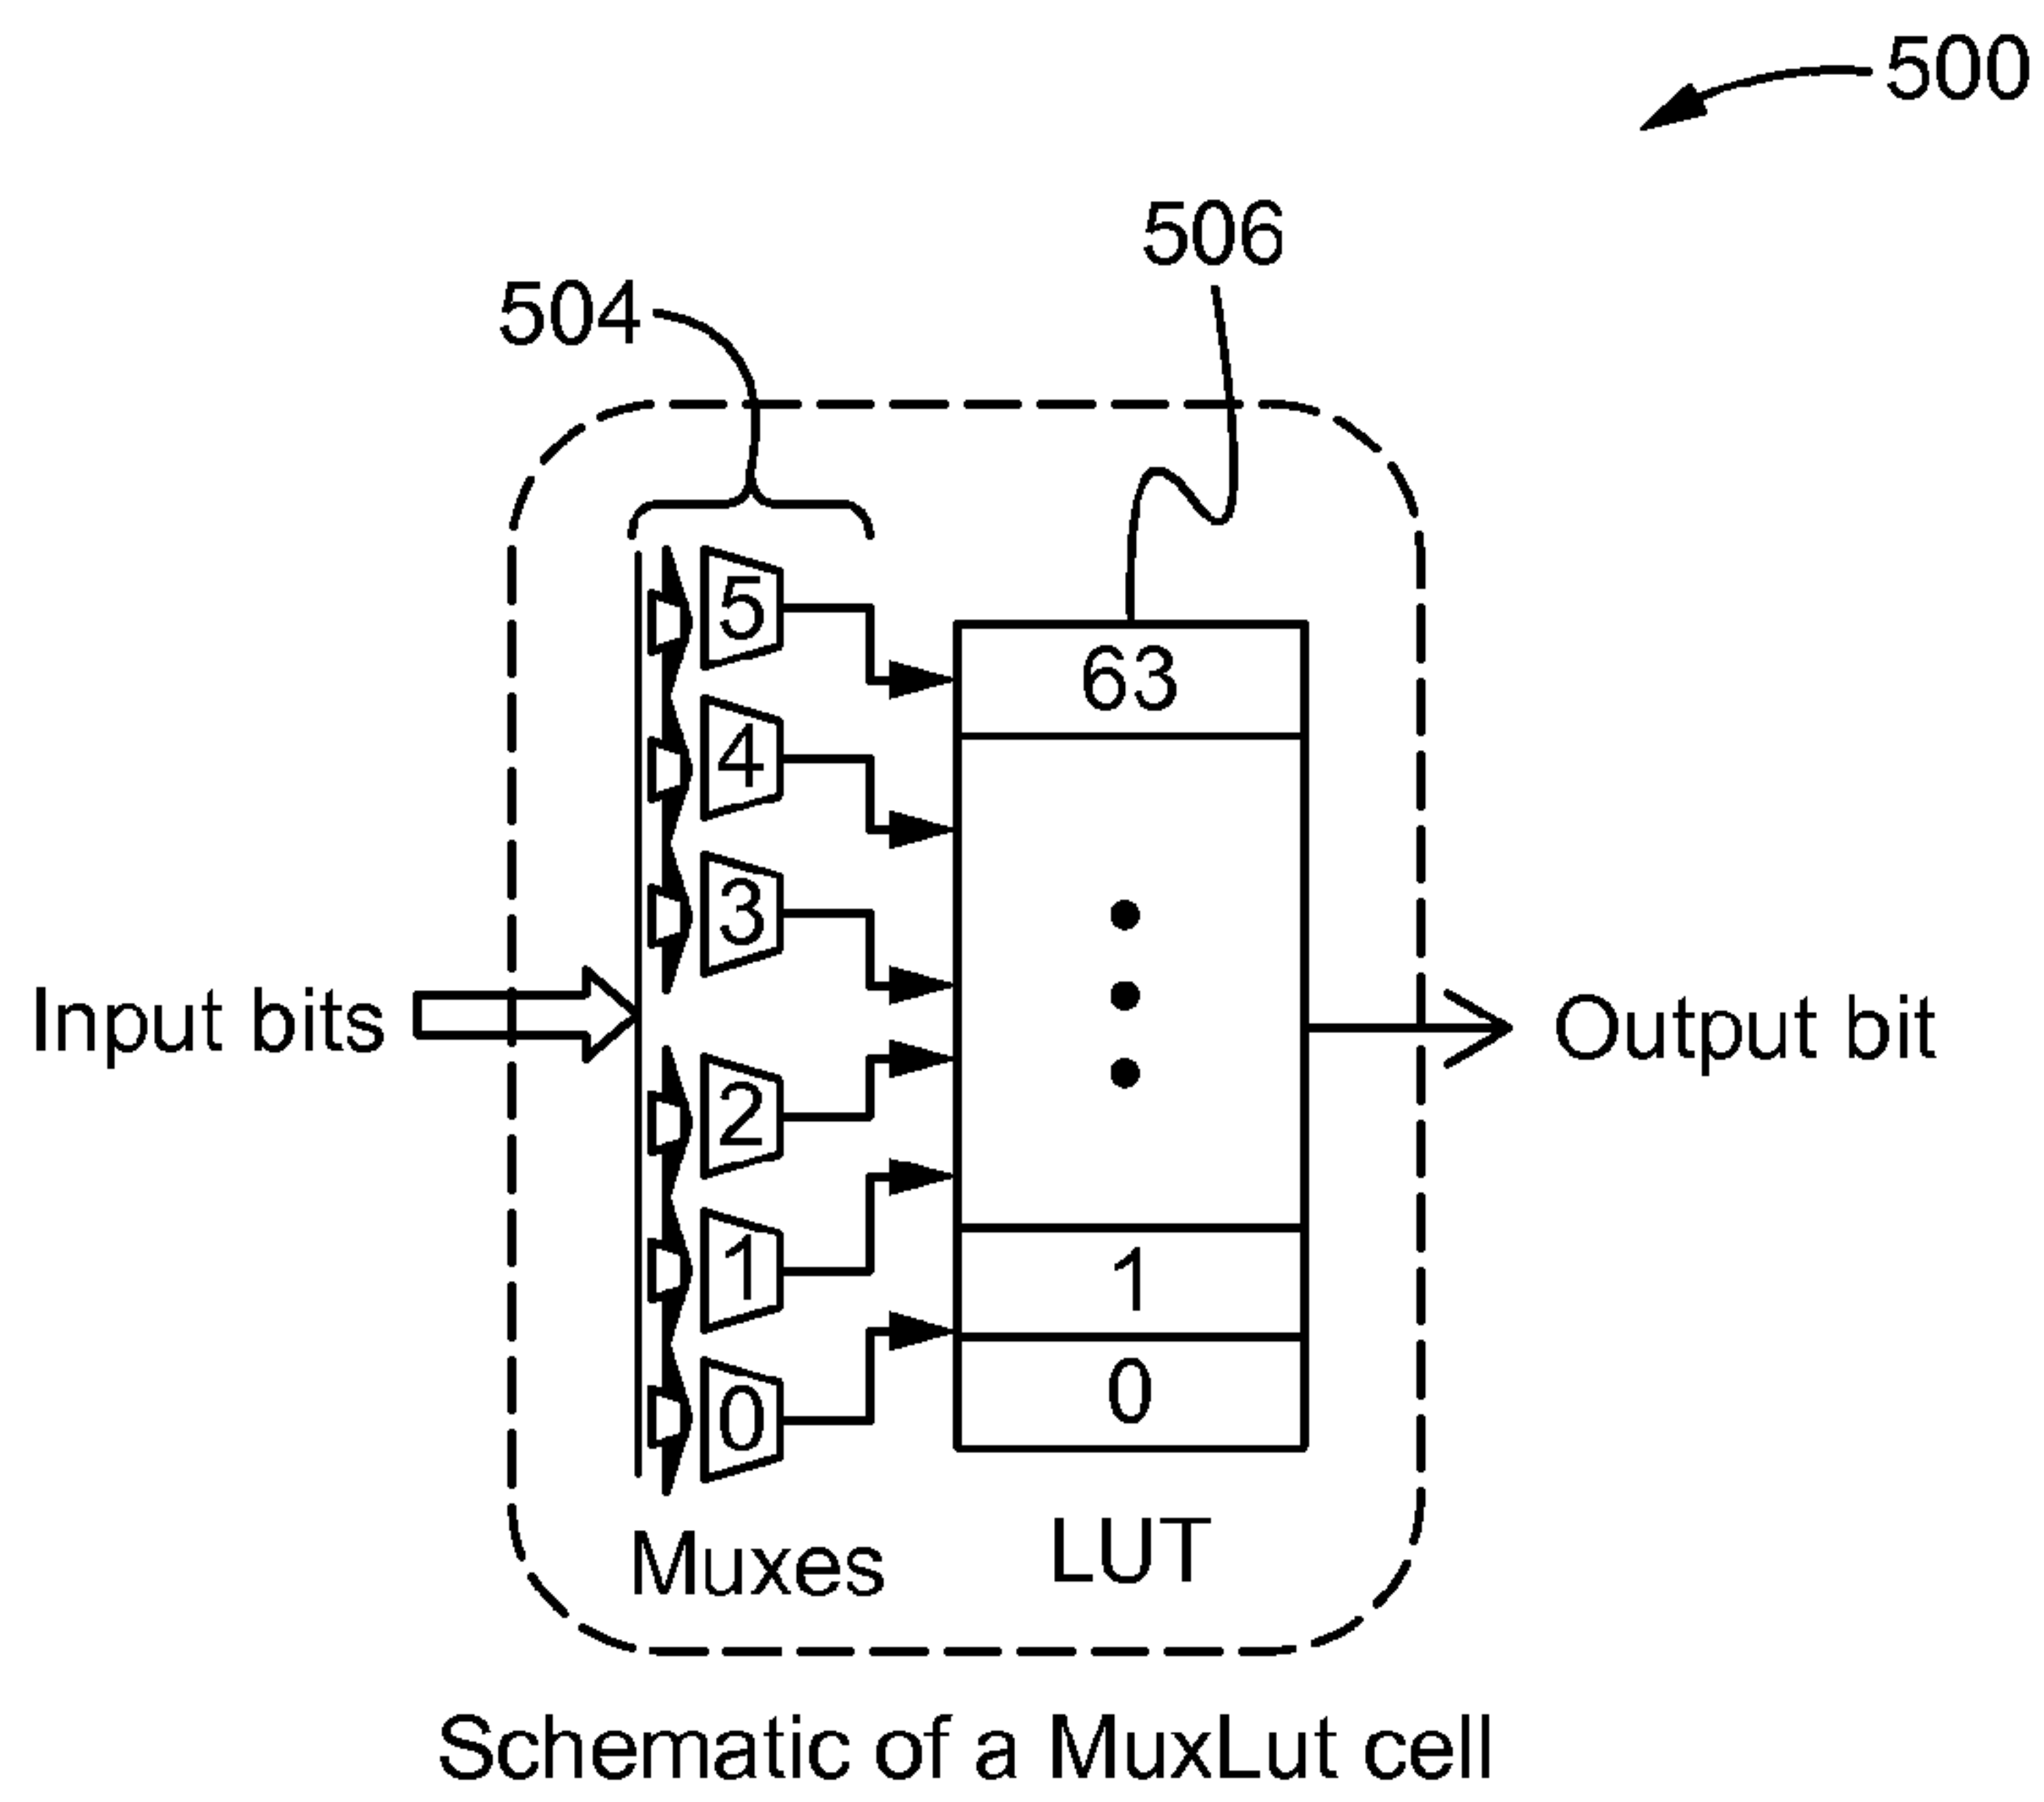 500
506
504
5
63
4
3
Input bits
Output bit
2
1
1
0
0
Muxes
LUT
Schematic of a MuxLut cell